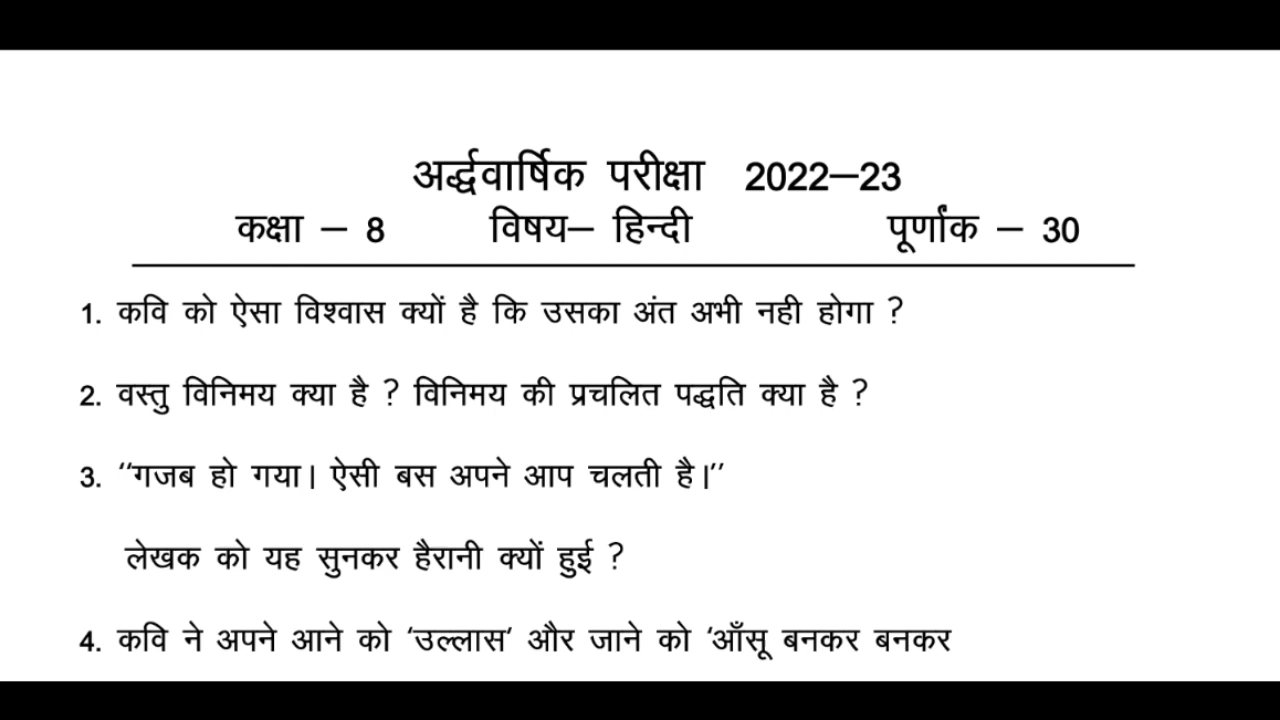 अर्द्धवार्षिक परीक्षा 2022–23
कक्षा – 8 विषय– हिन्दी पूर्णांक – 30
1. कवि को ऐसा विश्वास क्यों है कि उसका अंत अभी नही होगा ?
2. वस्तु विनिमय क्या है ? विनिमय की प्रचलित पद्धति क्या है ?
3. ‘‘गजब हो गया। ऐसी बस अपने आप चलती है।’’
लेखक को यह सुनकर हैरानी क्यों हुई ?
4. कवि ने अपने आने को ‘उल्लास’ और जाने को ‘आँसू बनकर बनकर